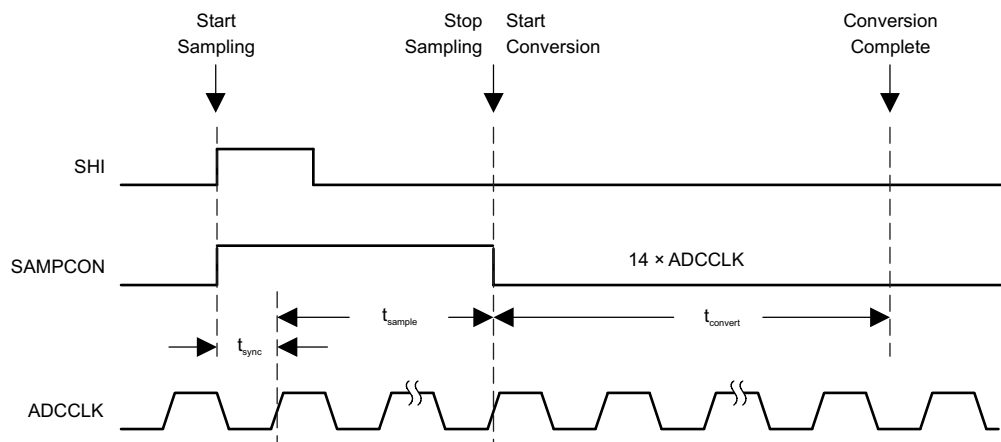 Start
Sampling
Stop
Sampling
Start
Conversion
Conversion
Complete
SHI
SAMPCON
14 × ADCCLK
tsample
tconvert
tsync
ADCCLK